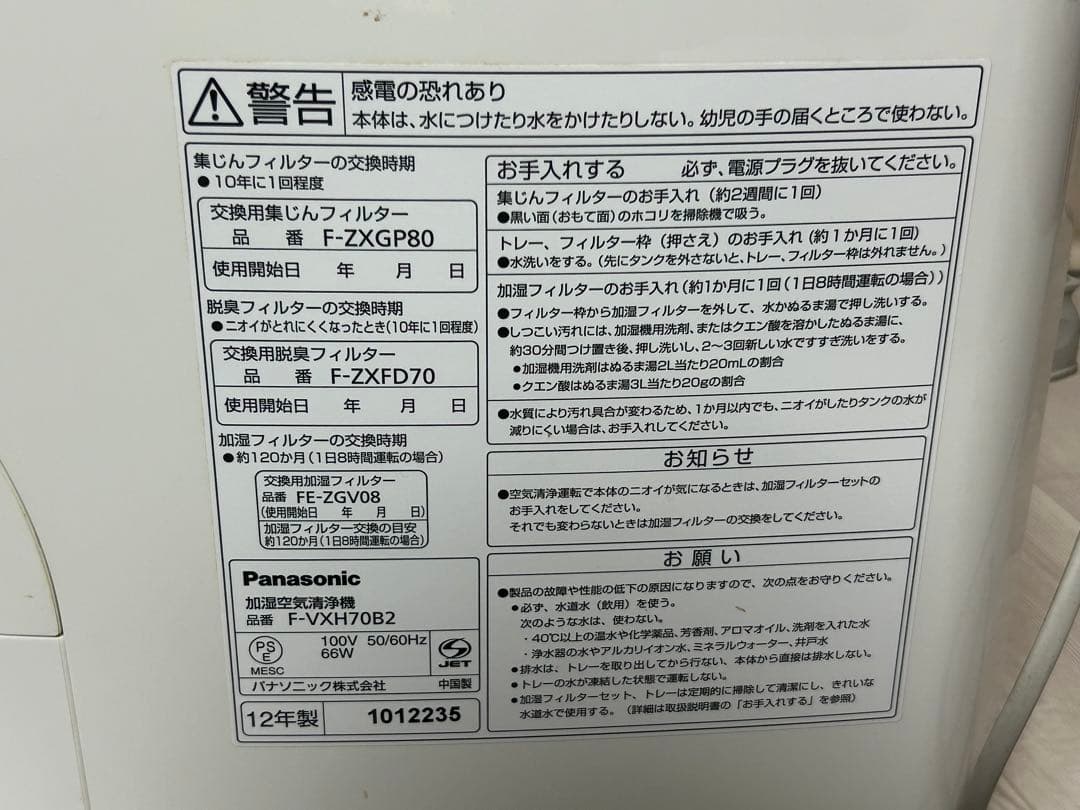 警告
感電の恐れあり
本体は、水につけたり水をかけたりしない。幼児の手の届くところで使わない。
集じんフィルターの交換時期
●10年に1回程度
交換用集じんフィルター
品 番 F-ZXGP80
使用開始日 年 月 日
脱臭フィルターの交換時期
●ニオイがとれにくくなったとき(10年に1回程度)
交換用脱臭フィルター
品 番 F-ZXFD70
使用開始日 年 月 日
加湿フィルターの交換時期
●約120か月(1日8時間運転の場合)
交換用加湿フィルター
品番 FE-ZGV08
(使用開始日 年 月 日)
加湿フィルター交換の目安
約120か月(1日8時間運転の場合)
Panasonic
加湿空気清浄機
品番 F-VXH70B2
PS
E
MESC
100V 50/60Hz
66W
JET
パナソニック株式会社 中国製
12年製 1012235
お手入れする 必ず、電源プラグを抜いてください。
集じんフィルターのお手入れ(約2週間に1回)
●黒い面(おもて面)のホコリを掃除機で吸う。
トレー、フィルター枠(押さえ)のお手入れ(約1か月に1回)
●水洗いをする。(先にタンクを外さないと、トレー、フィルター枠は外れません。)
加湿フィルターのお手入れ(約1か月に1回(1日8時間運転の場合))
●フィルター枠から加湿フィルターを外して、水かぬるま湯で押し洗いする。
●しつこい汚れには、加湿機用洗剤、またはクエン酸を溶かしたぬるま湯に、
約30分間つけ置き後、押し洗いし、2～3回新しい水ですすぎ洗いをする。
●加湿機用洗剤はぬるま湯2L当たり20mLの割合
●クエン酸はぬるま湯3L当たり20gの割合
●水質により汚れ具合が変わるため、1か月以内でも、ニオイがしたりタンクの水が
減りにくい場合は、お手入れしてください。
お知らせ
●空気清浄運転で本体のニオイが気になるときは、加湿フィルターセットの
お手入れをしてください。
それでも変わらないときは加湿フィルターの交換をしてください。
お願い
●製品の故障や性能の低下の原因になりますので、次の点をお守りください。
●必ず、水道水(飲用)を使う。
次のような水は、使わない。
・40℃以上の温水や化学薬品、芳香剤、アロマオイル、洗剤を入れた水
・浄水器の水やアルカリイオン水、ミネラルウォーター、井戸水
●排水は、トレーを取り出してから行ない、本体から直接は排水しない。
●トレーの水が凍結した状態で運転しない。
●加湿フィルターセット、トレーは定期的に掃除して清潔にし、きれいな
水道水で使用する。(詳細は取扱説明書の「お手入れする」を参照)